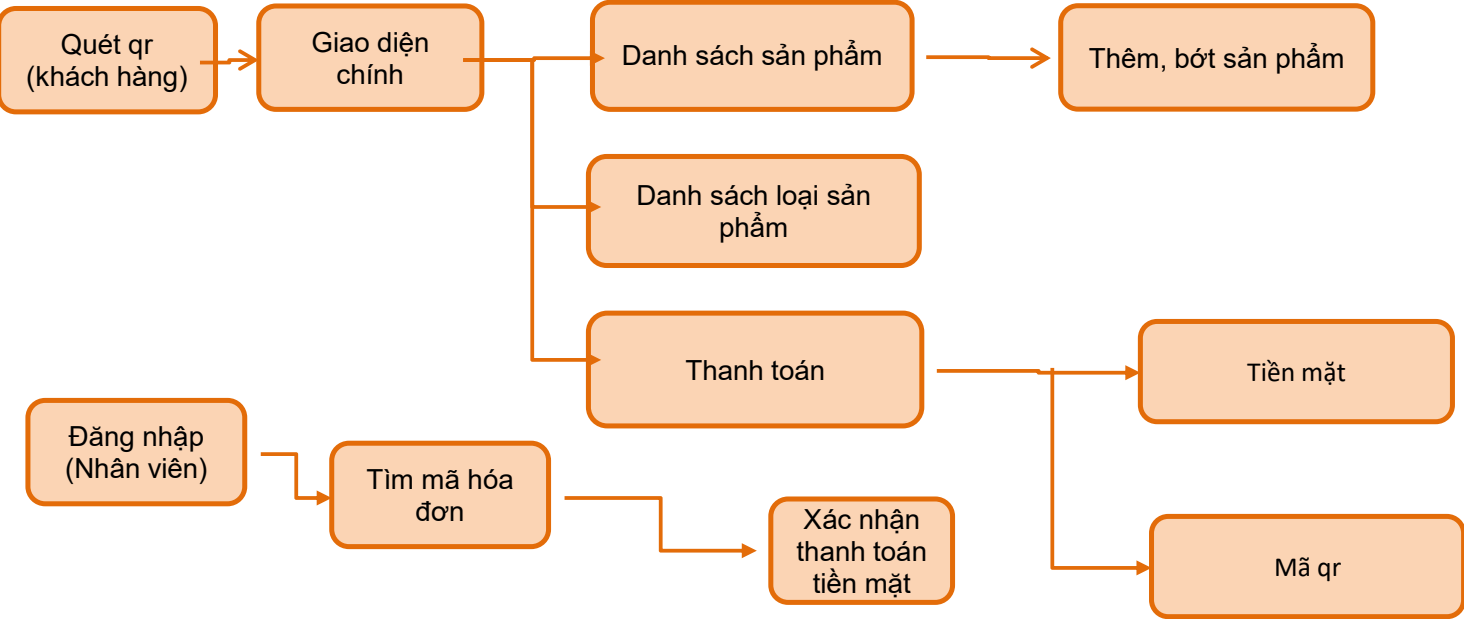 Quét qr
(khách hàng)
Giao diện
chính
Danh sách sản phẩm
Thêm, bớt sản phẩm
Danh sách loại sản
phẩm
Thanh toán
Tiền mặt
Đăng nhập
(Nhân viên)
Tìm mã hóa
đơn
Xác nhận
thanh toán
tiền mặt
Mã qr